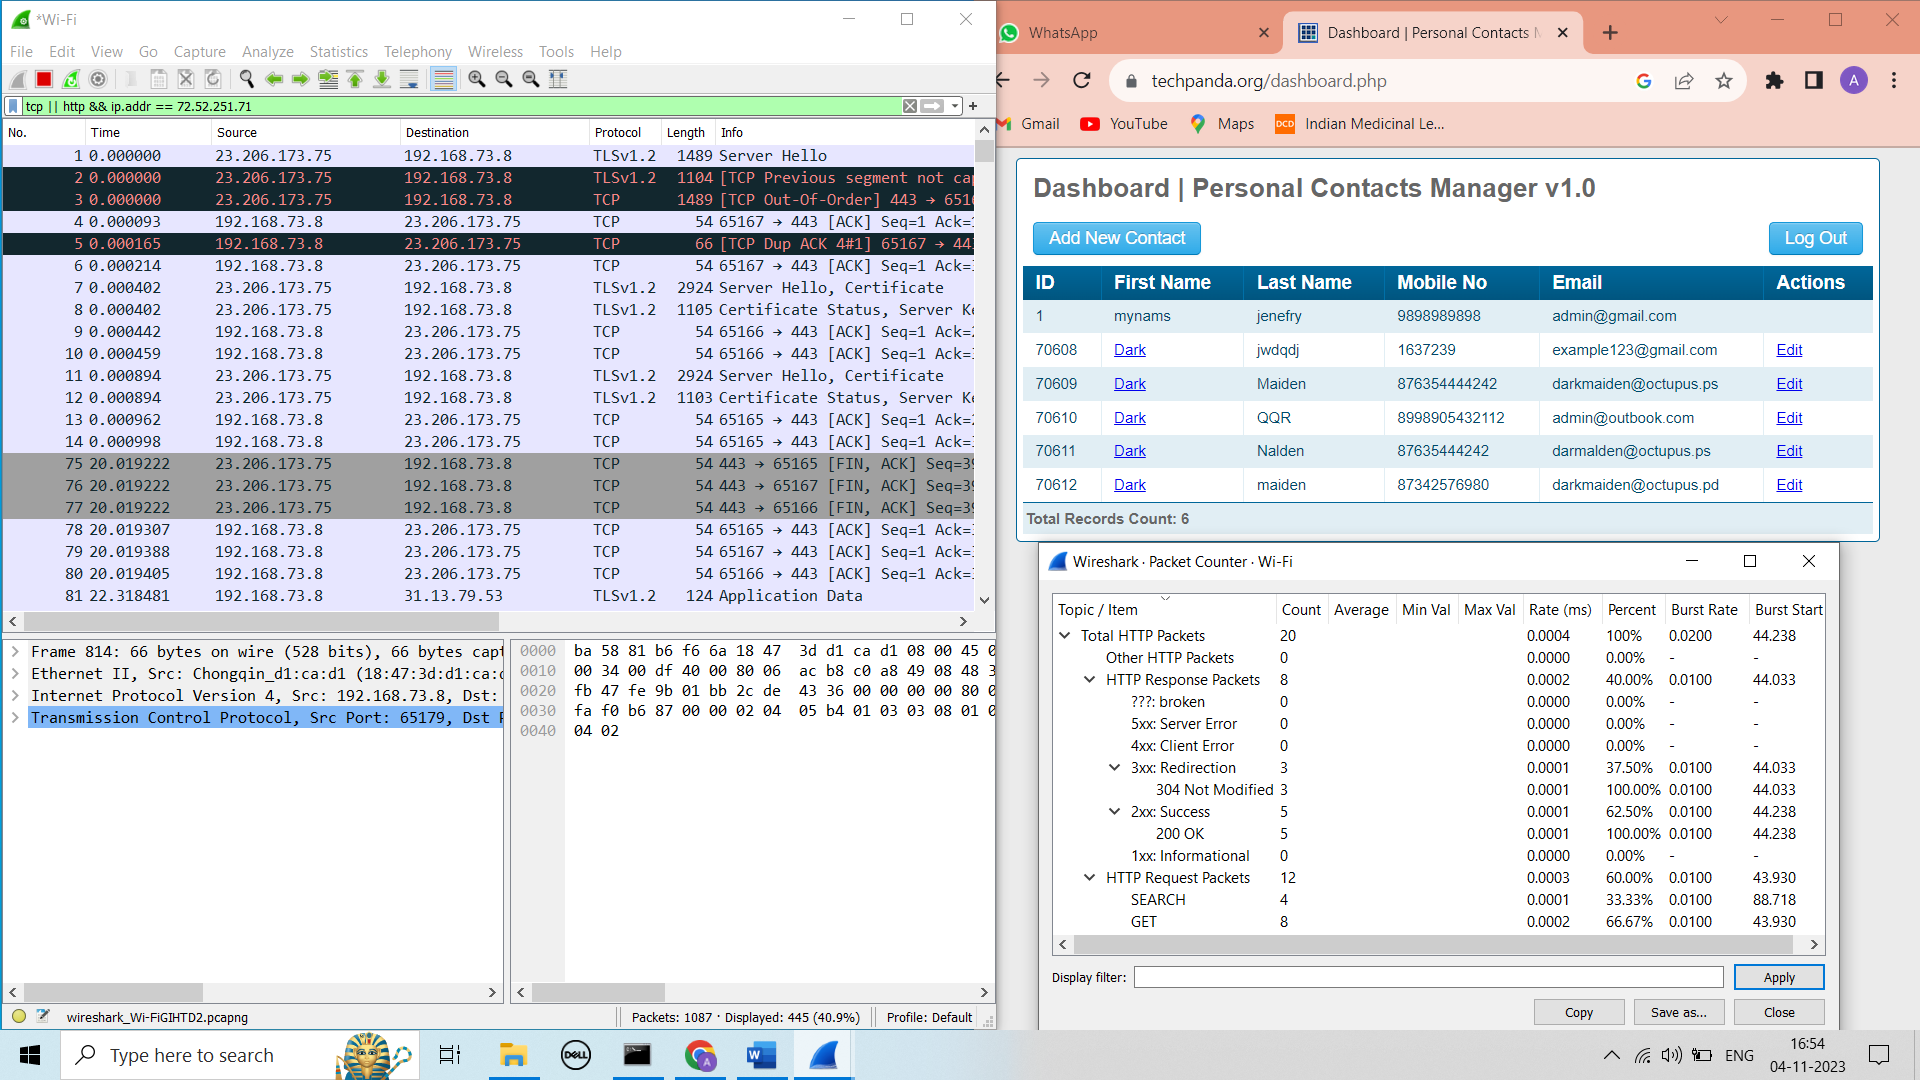 *Wi-Fi
File Edit View Go Capture Analyze Statistics Telephony Wireless Tools Help
tcp || http && ip.addr == 72.52.251.71
No. Time Source Destination Protocol Length Info
1 0.000000 23.206.173.75 192.168.73.8 TLSv1.2 1489 Server Hello
2 0.000000 23.206.173.75 192.168.73.8 TLSv1.2 1104 [TCP Previous segment not ca
3 0.000000 23.206.173.75 192.168.73.8 TCP 1489 [TCP Out-Of-Order] 443 → 651
4 0.000093 192.168.73.8 23.206.173.75 TCP 54 65167 → 443 [ACK] Seq=1 Ack=
5 0.000165 192.168.73.8 23.206.173.75 TCP 66 [TCP Dup ACK 4#1] 65167 → 44
6 0.000214 192.168.73.8 23.206.173.75 TCP 54 65167 → 443 [ACK] Seq=1 Ack=
7 0.000402 23.206.173.75 192.168.73.8 TLSv1.2 2924 Server Hello, Certificate
8 0.000402 23.206.173.75 192.168.73.8 TLSv1.2 1105 Certificate Status, Server K
9 0.000442 192.168.73.8 23.206.173.75 TCP 54 65166 → 443 [ACK] Seq=1 Ack=
10 0.000459 192.168.73.8 23.206.173.75 TCP 54 65166 → 443 [ACK] Seq=1 Ack=
11 0.000894 23.206.173.75 192.168.73.8 TLSv1.2 2924 Server Hello, Certificate
12 0.000894 23.206.173.75 192.168.73.8 TLSv1.2 1103 Certificate Status, Server K
13 0.000962 192.168.73.8 23.206.173.75 TCP 54 65165 → 443 [ACK] Seq=1 Ack=
14 0.000998 192.168.73.8 23.206.173.75 TCP 54 65165 → 443 [ACK] Seq=1 Ack=
75 20.019222 23.206.173.75 192.168.73.8 TCP 54 443 → 65165 [FIN, ACK] Seq=39
76 20.019222 23.206.173.75 192.168.73.8 TCP 54 443 → 65167 [FIN, ACK] Seq=39
77 20.019222 23.206.173.75 192.168.73.8 TCP 54 443 → 65166 [FIN, ACK] Seq=39
78 20.019307 192.168.73.8 23.206.173.75 TCP 54 65165 → 443 [ACK] Seq=1 Ack=
79 20.019388 192.168.73.8 23.206.173.75 TCP 54 65167 → 443 [ACK] Seq=1 Ack=
80 20.019405 192.168.73.8 23.206.173.75 TCP 54 65166 → 443 [ACK] Seq=1 Ack=
81 22.318481 192.168.73.8 31.13.79.53 TLSv1.2 124 Application Data
Frame 814: 66 bytes on wire (528 bits), 66 bytes capt
Ethernet II, Src: Chongqin_d1:ca:d1 (18:47:3d:d1:ca:
Internet Protocol Version 4, Src: 192.168.73.8, Dst:
Transmission Control Protocol, Src Port: 65179, Dst
0000 ba 58 81 b6 f6 6a 18 47 3d d1 ca d1 08 00 45 0
0010 00 34 00 df 40 00 80 06 ac b8 c0 a8 49 08 48 3
0020 fb 47 fe 9b 01 bb 2c de 43 36 00 00 00 00 80 0
0030 fa f0 b6 87 00 00 02 04 05 b4 01 03 03 08 01 0
0040 04 02
wireshark_Wi-FiGIHTD2.pcapng Packets: 1087 · Displayed: 445 (40.9%) Profile: Default
WhatsApp Dashboard | Personal Contacts M
techpanda.org/dashboard.php A
Gmail YouTube Maps DCD Indian Medicinal Le...
Dashboard | Personal Contacts Manager v1.0
Add New Contact Log Out
ID First Name Last Name Mobile No Email Actions
1 mynams jenefry 9898989898 admin@gmail.com
70608 Dark jwdqdj 1637239 example123@gmail.com Edit
70609 Dark Maiden 876354444242 darkmaiden@octupus.ps Edit
70610 Dark QQR 8998905432112 admin@outbook.com Edit
70611 Dark Nalden 87635444242 darmalden@octupus.ps Edit
70612 Dark maiden 87342576980 darkmaiden@octupus.pd Edit
Total Records Count: 6
Wireshark · Packet Counter · Wi-Fi
Topic / Item Count Average Min Val Max Val Rate (ms) Percent Burst Rate Burst Start
Total HTTP Packets 20 0.0004 100% 0.0200 44.238
Other HTTP Packets 0 0.0000 0.00% - -
HTTP Response Packets 8 0.0002 40.00% 0.0100 44.033
???: broken 0 0.0000 0.00% - -
5xx: Server Error 0 0.0000 0.00% - -
4xx: Client Error 0 0.0000 0.00% - -
3xx: Redirection 3 0.0001 37.50% 0.0100 44.033
304 Not Modified 3 0.0001 100.00% 0.0100 44.033
2xx: Success 5 0.0001 62.50% 0.0100 44.238
200 OK 5 0.0001 100.00% 0.0100 44.238
1xx: Informational 0 0.0000 0.00% - -
HTTP Request Packets 12 0.0003 60.00% 0.0100 43.930
SEARCH 4 0.0001 33.33% 0.0100 88.718
GET 8 0.0002 66.67% 0.0100 43.930
Display filter: Apply
Copy Save as... Close
Type here to search DELL A W ENG 16:54
04-11-2023